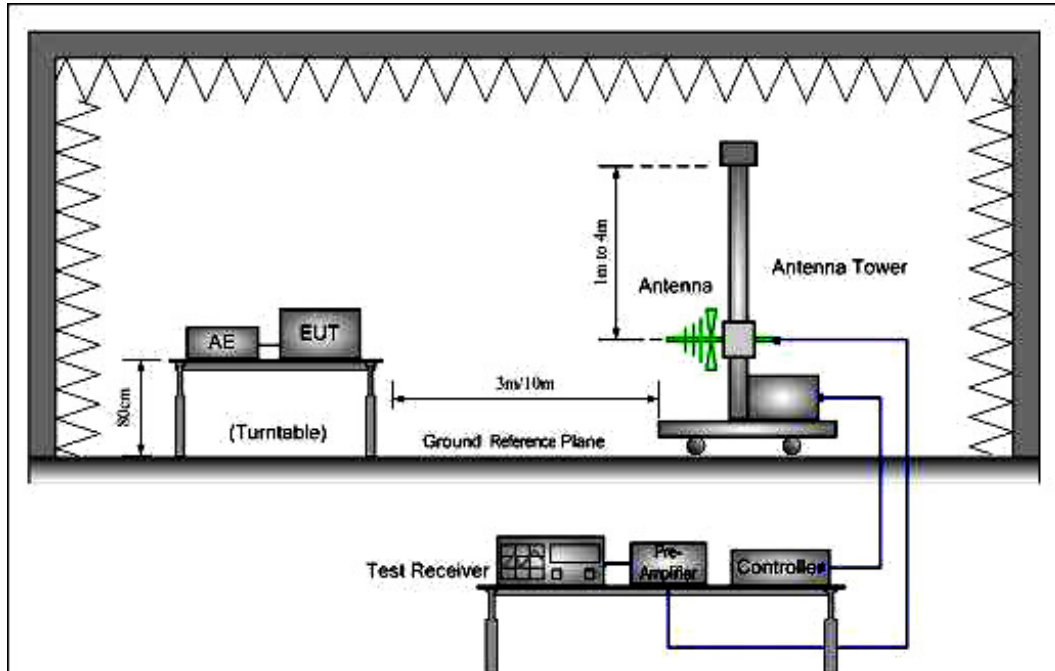 1m to 4m
Antenna
Antenna Tower
AE
EUT
80cm
3m/10m
(Turntable)
Ground Reference Plane
Test Receiver
Pre-
Amplifier
Controller